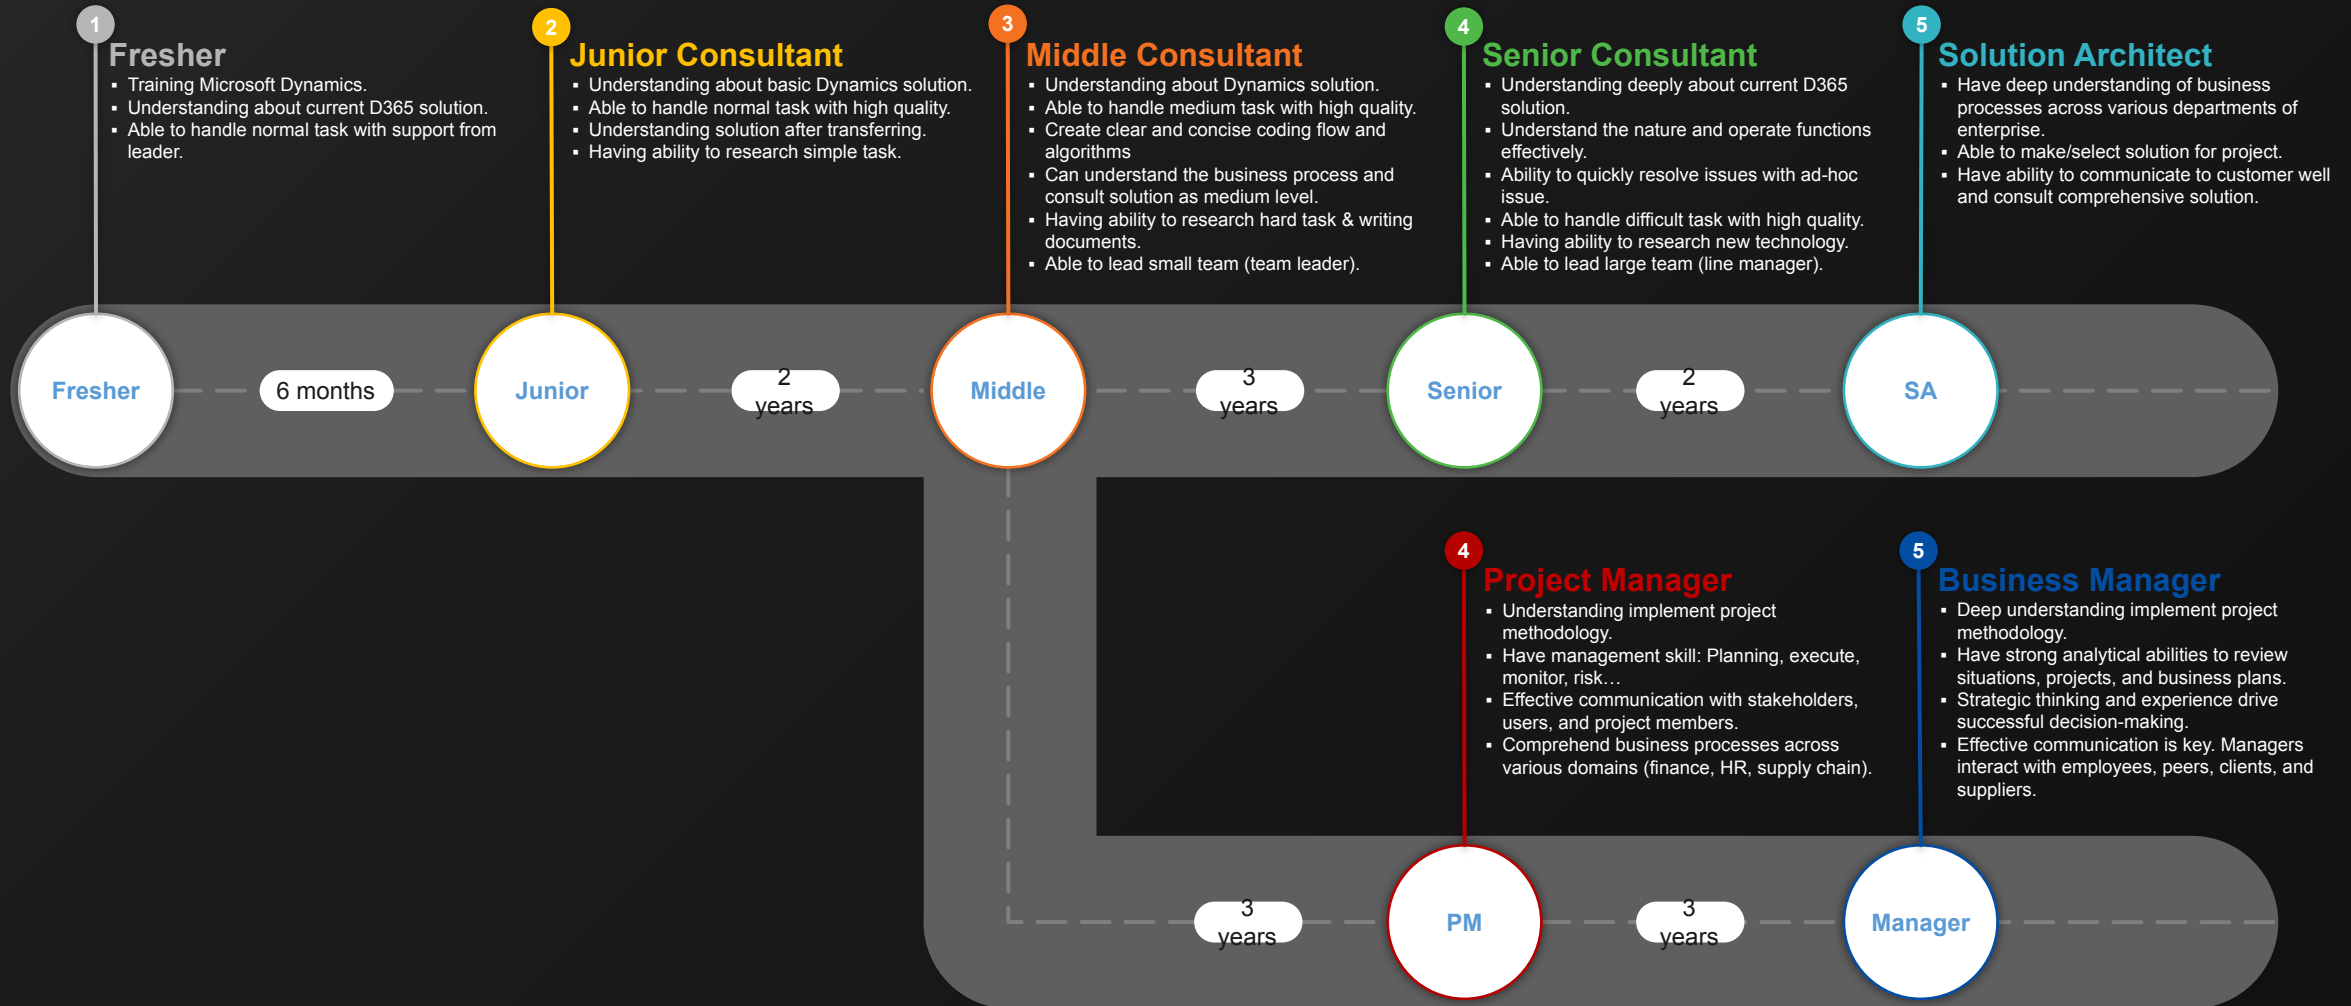 1
Fresher
▪ Training Microsoft Dynamics.
▪ Understanding about current D365 solution.
▪ Able to handle normal task with support from
leader.
2
Junior Consultant
▪ Understanding about basic Dynamics solution.
▪ Able to handle normal task with high quality.
▪ Understanding solution after transferring.
▪ Having ability to research simple task.
3
Middle Consultant
▪ Understanding about Dynamics solution.
▪ Able to handle medium task with high quality.
▪ Create clear and concise coding flow and
algorithms
▪ Can understand the business process and
consult solution as medium level.
▪ Having ability to research hard task & writing
documents.
▪ Able to lead small team (team leader).
4
Senior Consultant
▪ Understanding deeply about current D365
solution.
▪ Understand the nature and operate functions
effectively.
▪ Ability to quickly resolve issues with ad-hoc
issue.
▪ Able to handle difficult task with high quality.
▪ Having ability to research new technology.
▪ Able to lead large team (line manager).
5
Solution Architect
▪ Have deep understanding of business
processes across various departments of
enterprise.
▪ Able to make/select solution for project.
▪ Have ability to communicate to customer well
and consult comprehensive solution.
Fresher
6 months
Junior
2
years
Middle
3
years
Senior
2
years
SA
4
Project Manager
▪ Understanding implement project
methodology.
▪ Have management skill: Planning, execute,
monitor, risk…
▪ Effective communication with stakeholders,
users, and project members.
▪ Comprehend business processes across
various domains (finance, HR, supply chain).
5
Business Manager
▪ Deep understanding implement project
methodology.
▪ Have strong analytical abilities to review
situations, projects, and business plans.
▪ Strategic thinking and experience drive
successful decision-making.
▪ Effective communication is key. Managers
interact with employees, peers, clients, and
suppliers.
3
years
PM
3
years
Manager